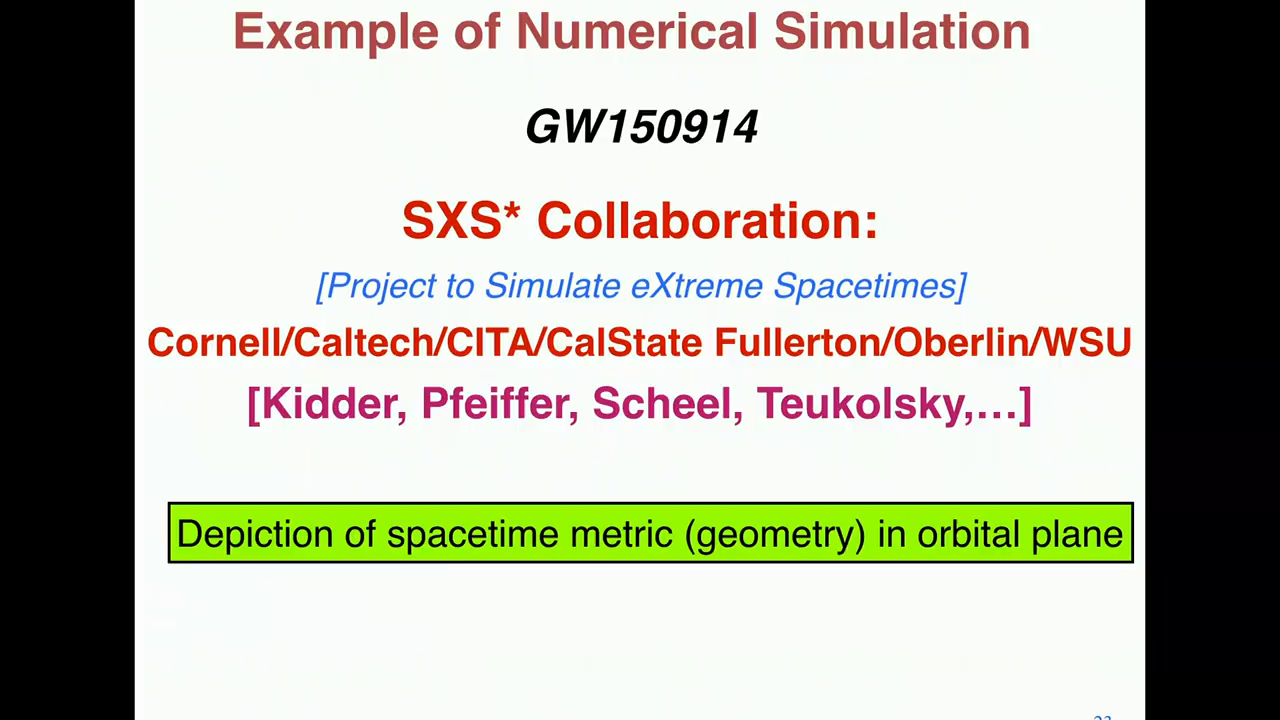 Example of Numerical Simulation
GW150914
SXS* Collaboration:
[Project to Simulate eXtreme Spacetimes]
Cornell/Caltech/CITA/CalState Fullerton/Oberlin/WSU
[Kidder, Pfeiffer, Scheel, Teukolsky,…]
Depiction of spacetime metric (geometry) in orbital plane